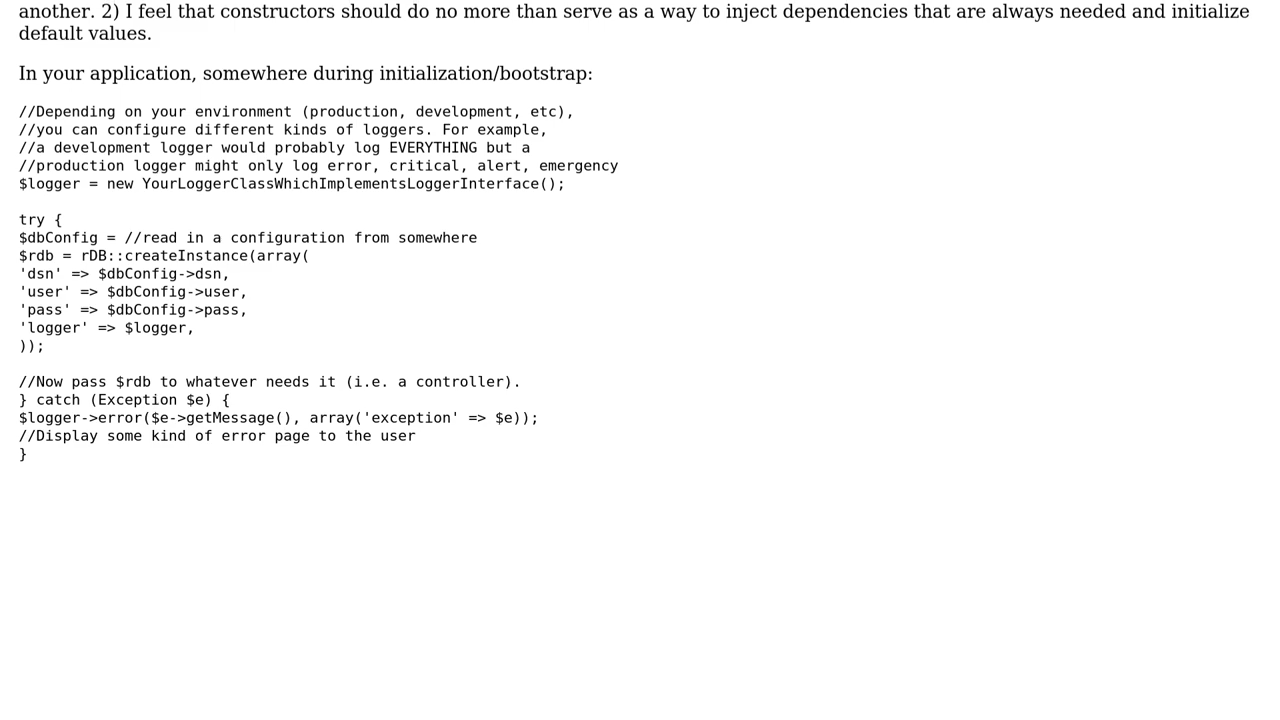 another. 2) I feel that constructors should do no more than serve as a way to inject dependencies that are always needed and initialize
default values.
In your application, somewhere during initialization/bootstrap:
//Depending on your environment (production, development, etc),
//you can configure different kinds of loggers. For example,
//a development logger would probably log EVERYTHING but a
//production logger might only log error, critical, alert, emergency
$logger = new YourLoggerClassWhichImplementsLoggerInterface();
try {
$dbConfig = //read in a configuration from somewhere
$rdb = rDB::createInstance(array(
'dsn' => $dbConfig->dsn,
'user' => $dbConfig->user,
'pass' => $dbConfig->pass,
'logger' => $logger,
));
//Now pass $rdb to whatever needs it (i.e. a controller).
} catch (Exception $e) {
$logger->error($e->getMessage(), array('exception' => $e));
//Display some kind of error page to the user
}